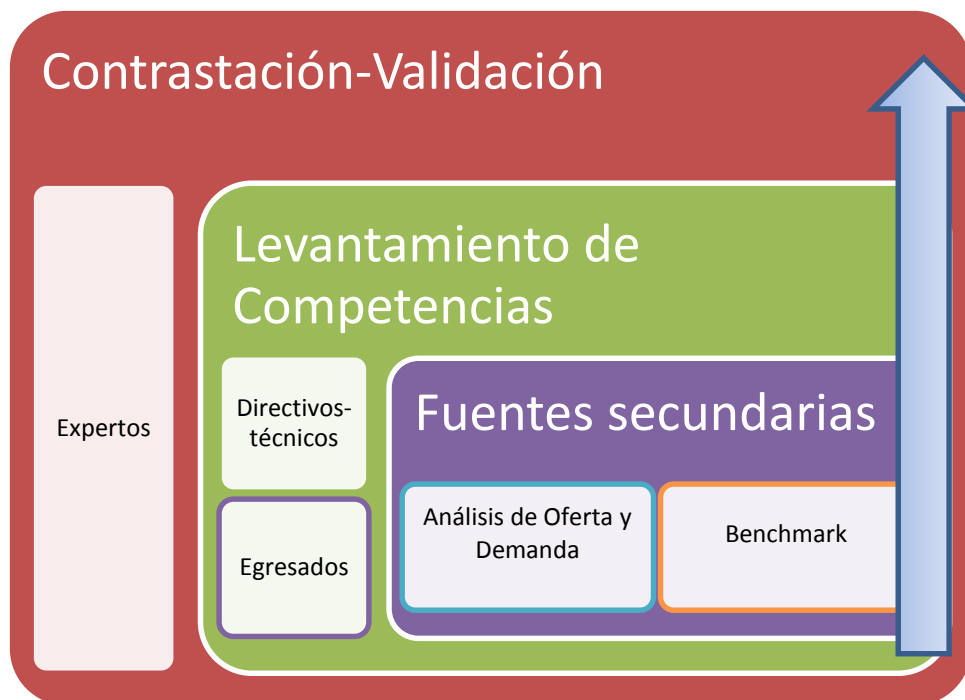 Contrastación-Validación
Levantamiento de
Competencias
Expertos
Directivos-
técnicos
Egresados
Fuentes secundarias
Análisis de Oferta y
Demanda
Benchmark